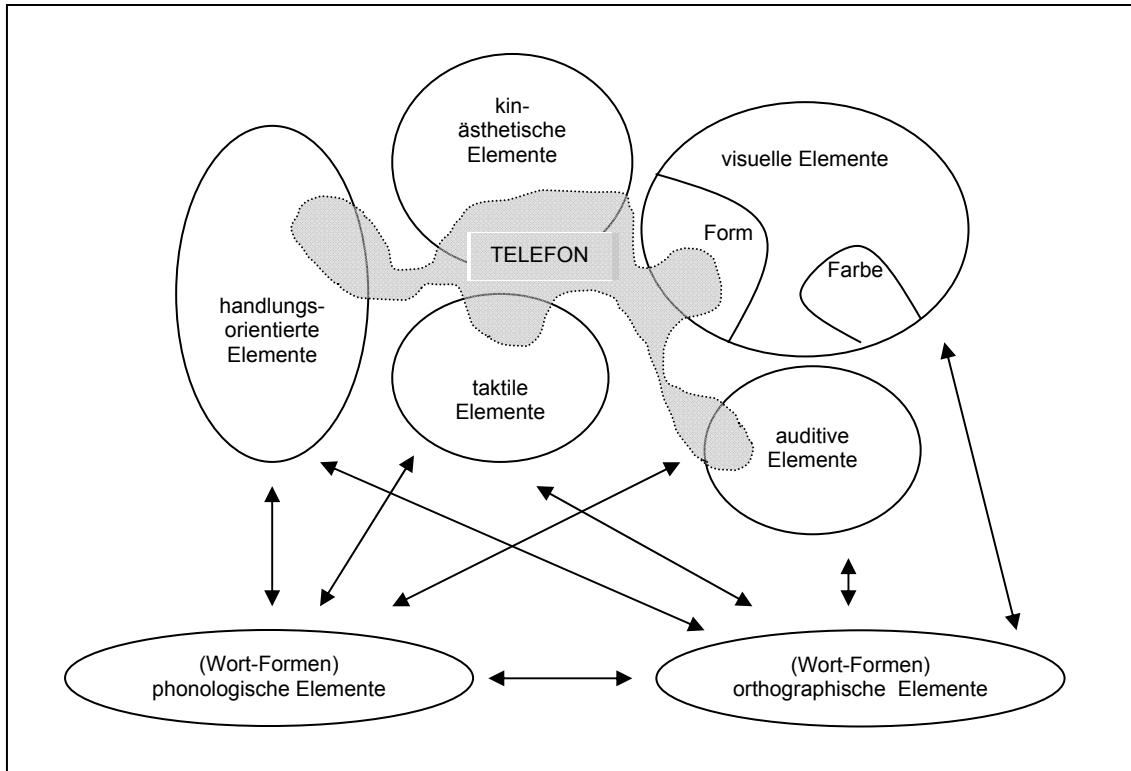 kin-
ästhetische
Elemente
visuelle Elemente
Form
Farbe
TELEFON
handlungs-
orientierte
Elemente
taktile
Elemente
auditive
Elemente
(Wort-Formen)
phonologische Elemente
(Wort-Formen)
orthographische Elemente